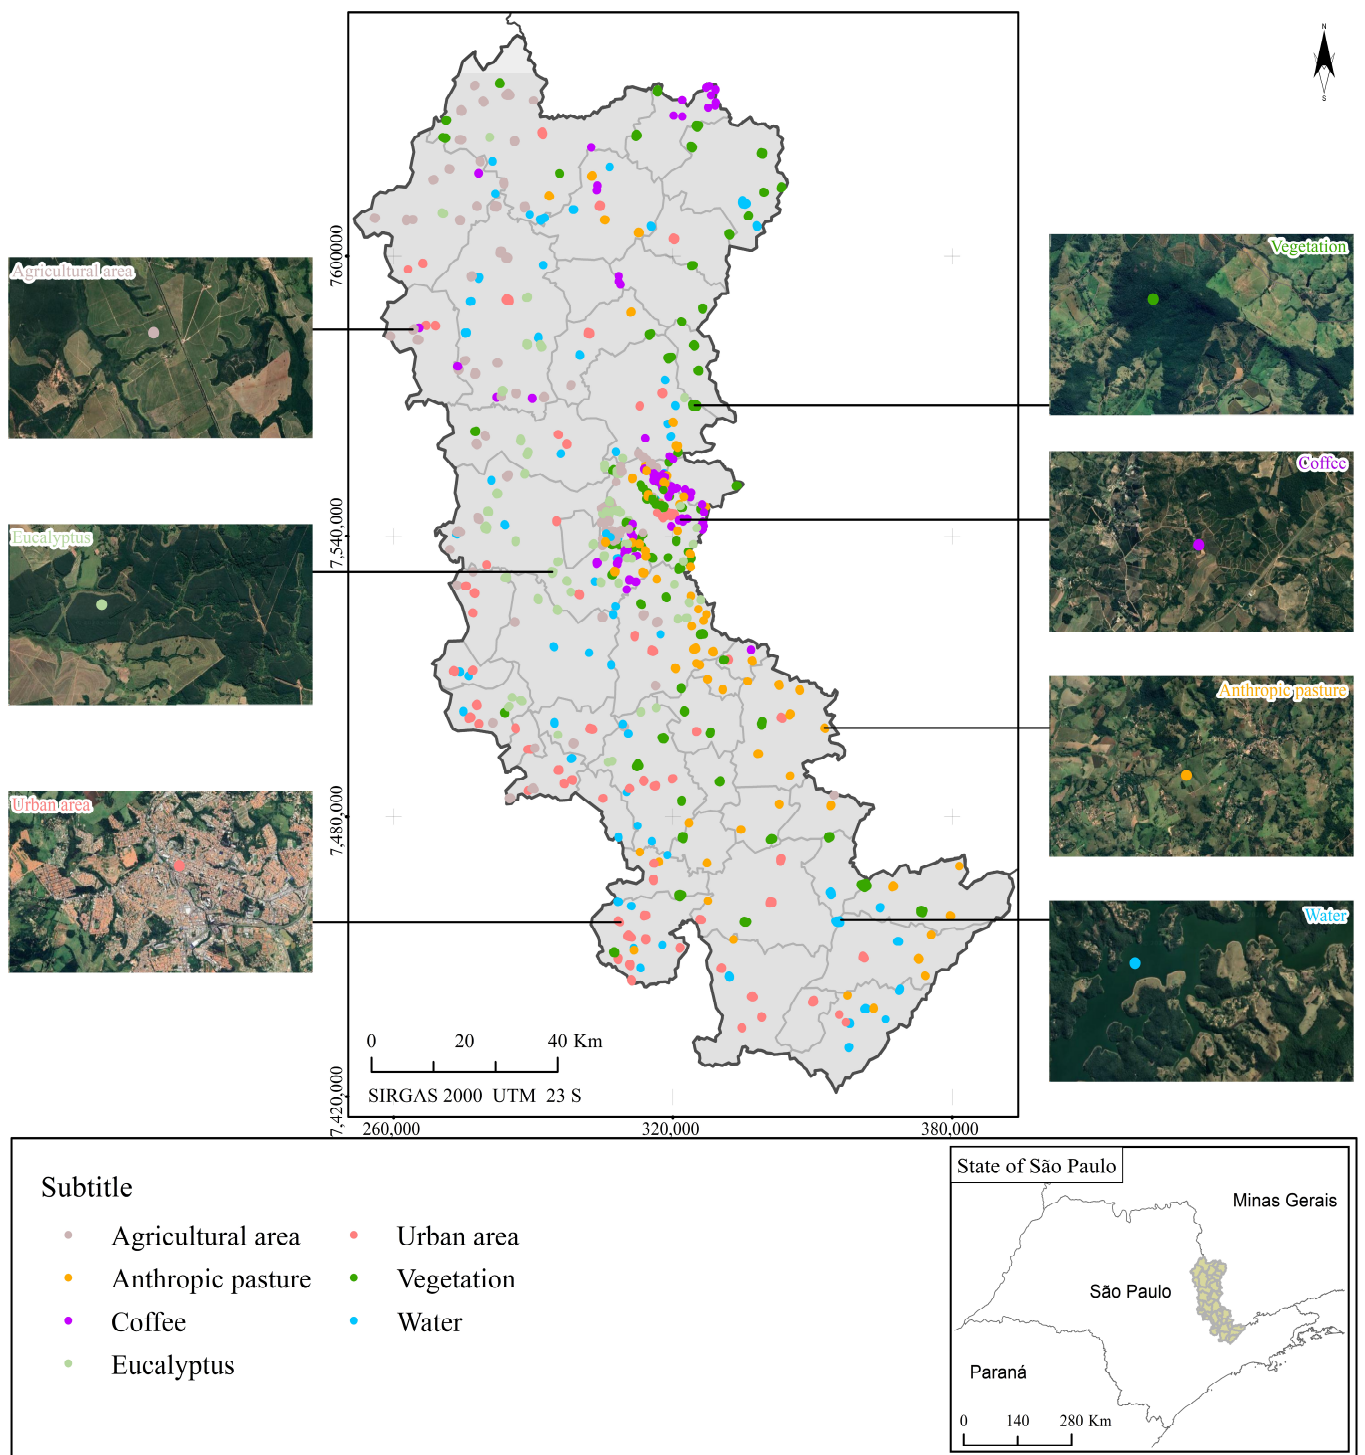 N
S
7600000
7,540,000
7,480,000
7,420,000
Agricultural area
Eucalyptus
Urban area
Vegetation
Coffee
Anthropic pasture
Water
0 20 40 Km
SIRGAS 2000 UTM 23 S
260,000 320,000 380,000
Subtitle
Agricultural area
Anthropic pasture
Coffee
Eucalyptus
Urban area
Vegetation
Water
State of São Paulo
Minas Gerais
São Paulo
Paraná
0 140 280 Km